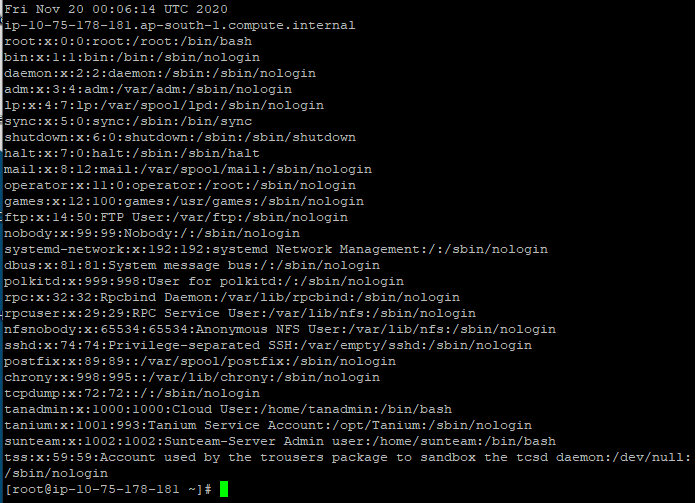 Fri Nov 20 00:06:14 UTC 2020
ip-10-75-178-181.ap-south-1.compute.internal
root:x:0:0:root:/root:/bin/bash
bin:x:1:1:bin:/bin:/sbin/nologin
daemon:x:2:2:daemon:/sbin:/sbin/nologin
adm:x:3:4:adm:/var/adm:/sbin/nologin
lp:x:4:7:lp:/var/spool/lpd:/sbin/nologin
sync:x:5:0:sync:/sbin:/bin/sync
shutdown:x:6:0:shutdown:/sbin:/sbin/shutdown
halt:x:7:0:halt:/sbin:/sbin/halt
mail:x:8:12:mail:/var/spool/mail:/sbin/nologin
operator:x:11:0:operator:/root:/sbin/nologin
games:x:12:100:games:/usr/games:/sbin/nologin
ftp:x:14:50:FTP User:/var/ftp:/sbin/nologin
nobody:x:99:99:Nobody:/:/sbin/nologin
systemd-network:x:192:192:systemd Network Management:/:/sbin/nologin
dbus:x:81:81:System message bus:/:/sbin/nologin
polkitd:x:999:998:User for polkitd:/:/sbin/nologin
rpc:x:32:32:Rpcbind Daemon:/var/lib/rpcbind:/sbin/nologin
rpcuser:x:29:29:RPC Service User:/var/lib/nfs:/sbin/nologin
nfsnobody:x:65534:65534:Anonymous NFS User:/var/lib/nfs:/sbin/nologin
sshd:x:74:74:Privilege-separated SSH:/var/empty/sshd:/sbin/nologin
postfix:x:89:89::/var/spool/postfix:/sbin/nologin
chrony:x:998:995::/var/lib/chrony:/sbin/nologin
tcpdump:x:72:72::/:/sbin/nologin
tanadmin:x:1000:1000:Cloud User:/home/tanadmin:/bin/bash
tanium:x:1001:993:Tanium Service Account:/opt/Tanium:/sbin/nologin
sunteam:x:1002:1002:Sunteam-Server Admin user:/home/sunteam:/bin/bash
tss:x:59:59:Account used by the trousers package to sandbox the tcsd daemon:/dev/null:
/sbin/nologin
[root@ip-10-75-178-181 ~]#